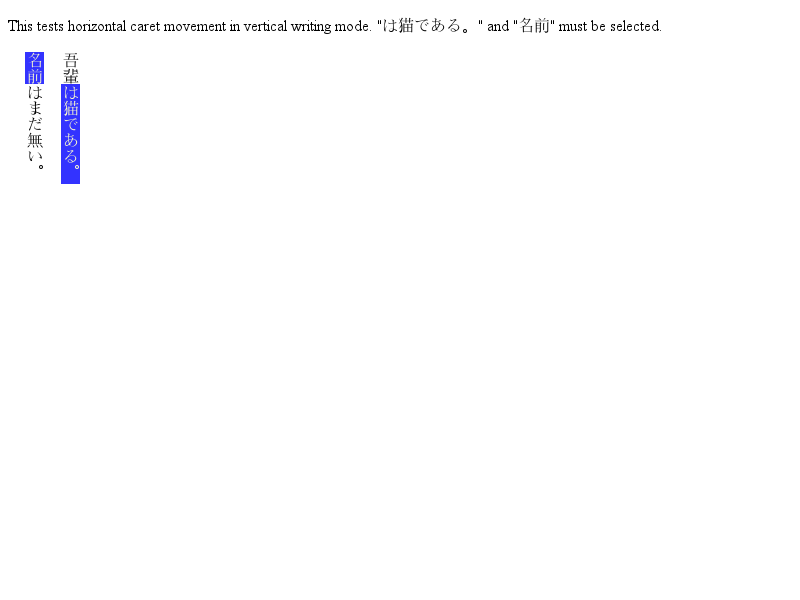 This tests horizontal caret movement in vertical writing mode. "は猫である。" and "名前" must be selected.
吾輩は猫である。
名前はまだ無い。